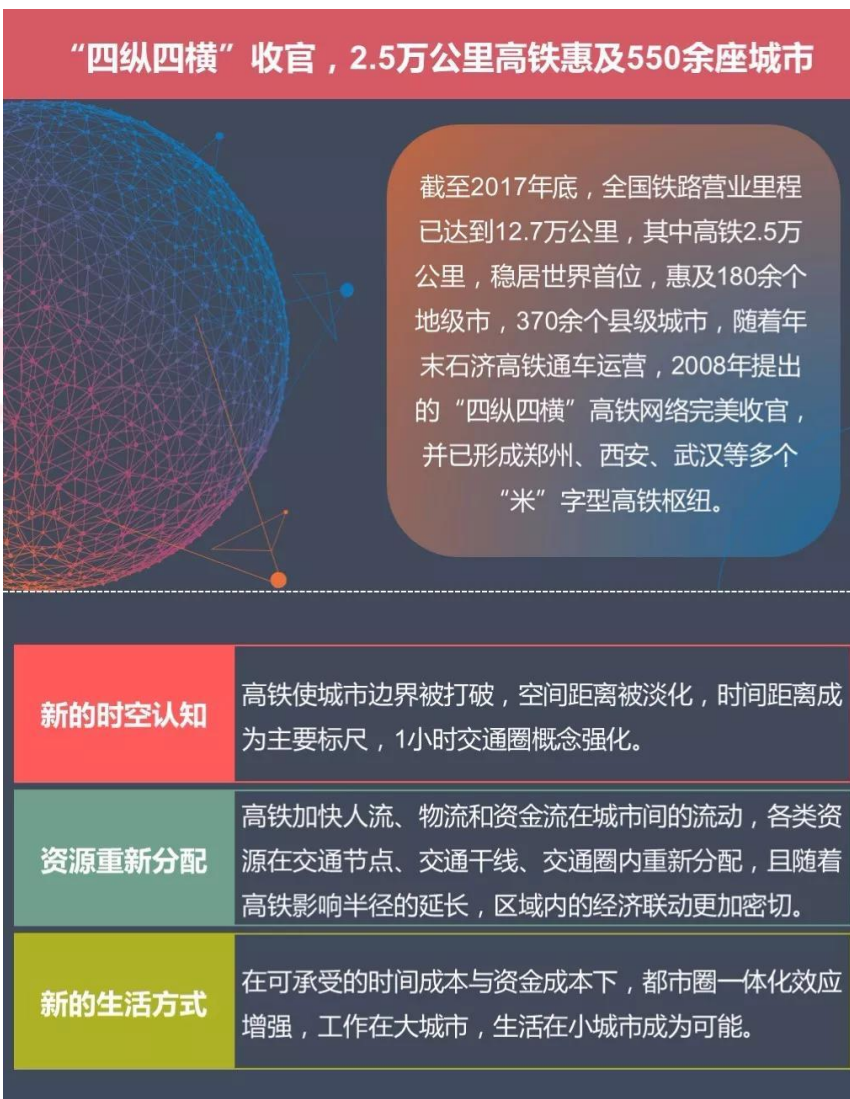 “四纵四横”收官，2.5万公里高铁惠及550余座城市
截至2017年底，全国铁路营业里程
已达到12.7万公里，其中高铁2.5万
公里，稳居世界首位，惠及180余个
地级市，370余个县级城市，随着年
末石济高铁通车运营，2008年提出
的“四纵四横”高铁网络完美收官，
并已形成郑州、西安、武汉等多个
“米”字型高铁枢纽。
新的时空认知
高铁使城市边界被打破，空间距离被淡化，时间距离成
为主要标尺，1小时交通圈概念强化。
资源重新分配
高铁加快人流、物流和资金流在城市间的流动，各类资
源在交通节点、交通干线、交通圈内重新分配，且随着
高铁影响半径的延长，区域内的经济联动更加密切。
新的生活方式
在可承受的时间成本与资金成本下，都市圈一体化效应
增强，工作在大城市，生活在小城市成为可能。